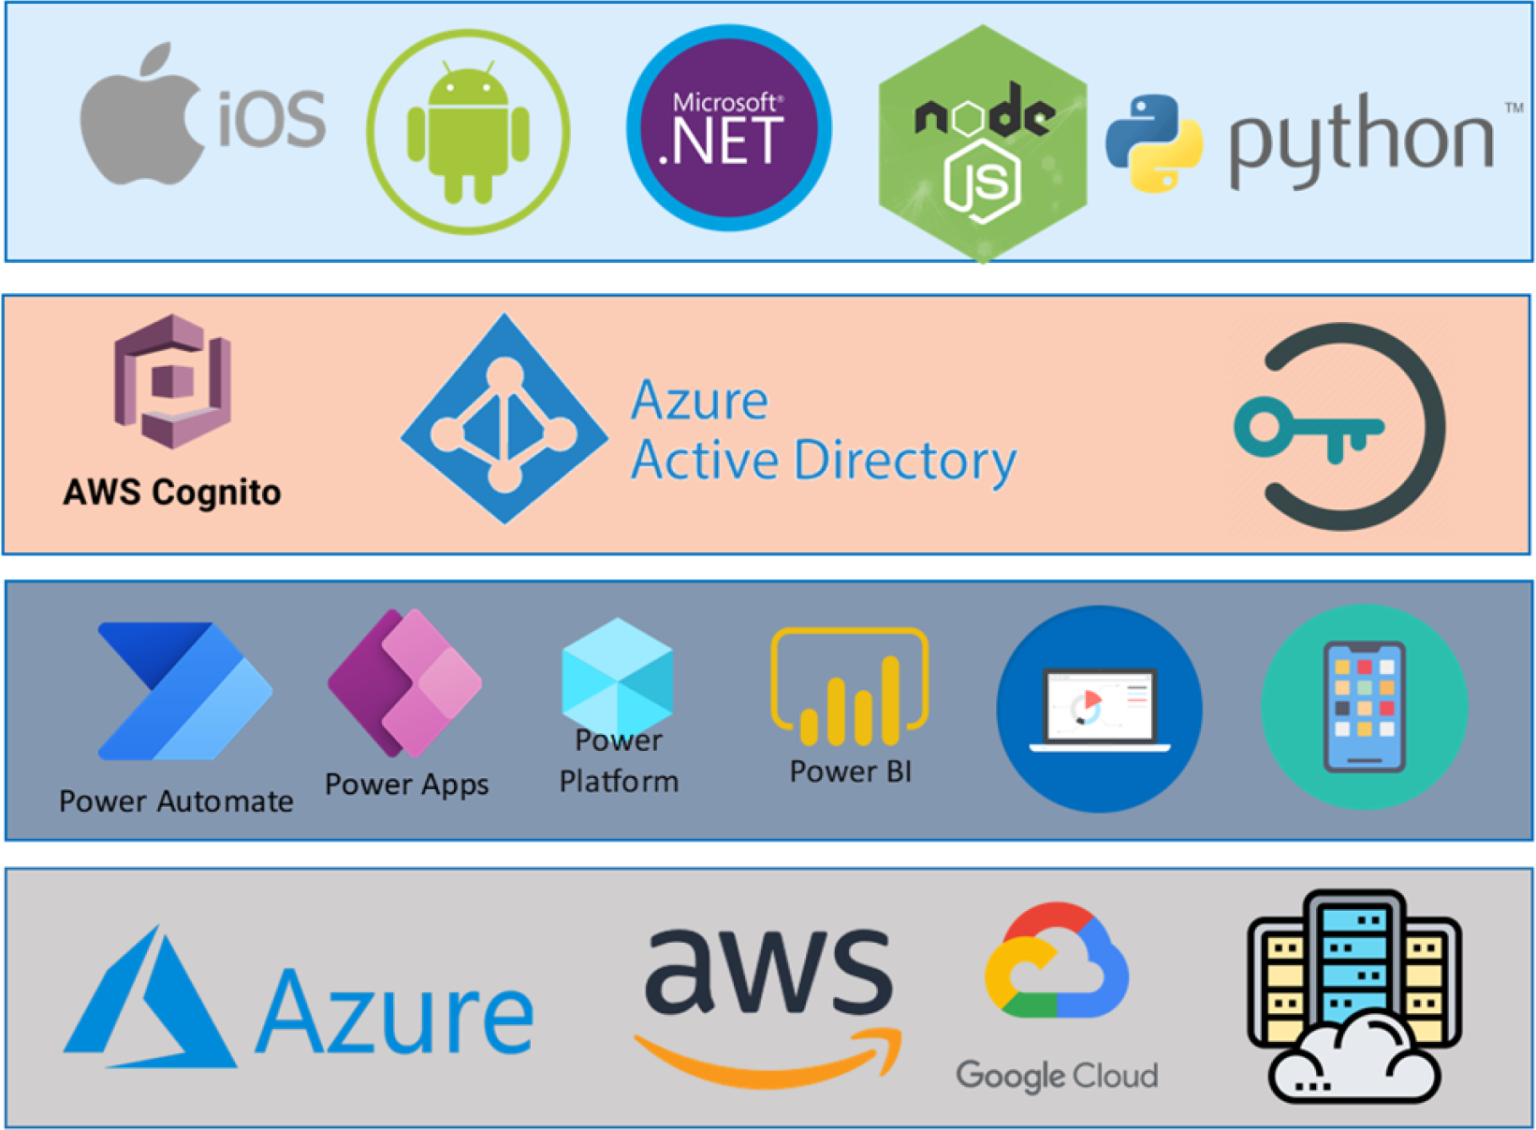 iOS
Microsoft®
.NET
node
JS
python™
AWS Cognito
Azure
Active Directory
Power Automate
Power Apps
Power
Platform
Power BI
Azure
aws
Google Cloud